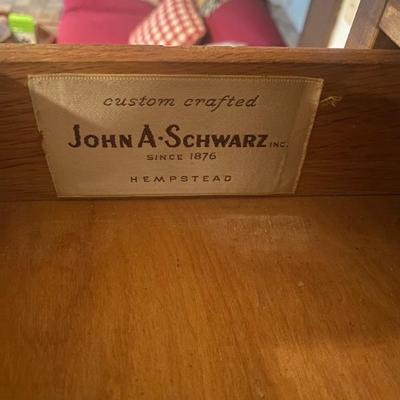 custom crafted
JOHN A·SCHWARZ INC.
SINCE 1876
HEMPSTEAD